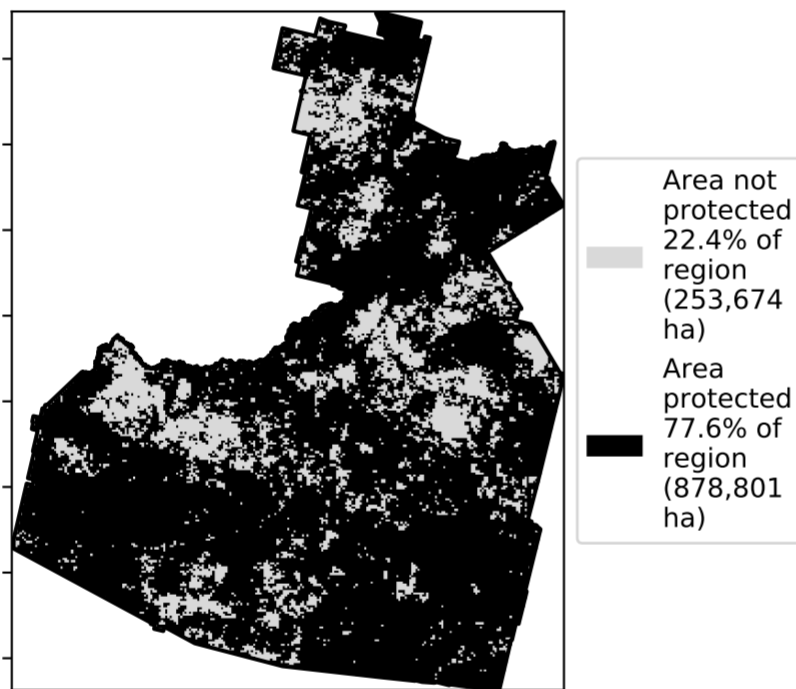 Area not
protected
22.4% of
region
(253,674
ha)
Area
protected
77.6% of
region
(878,801
ha)